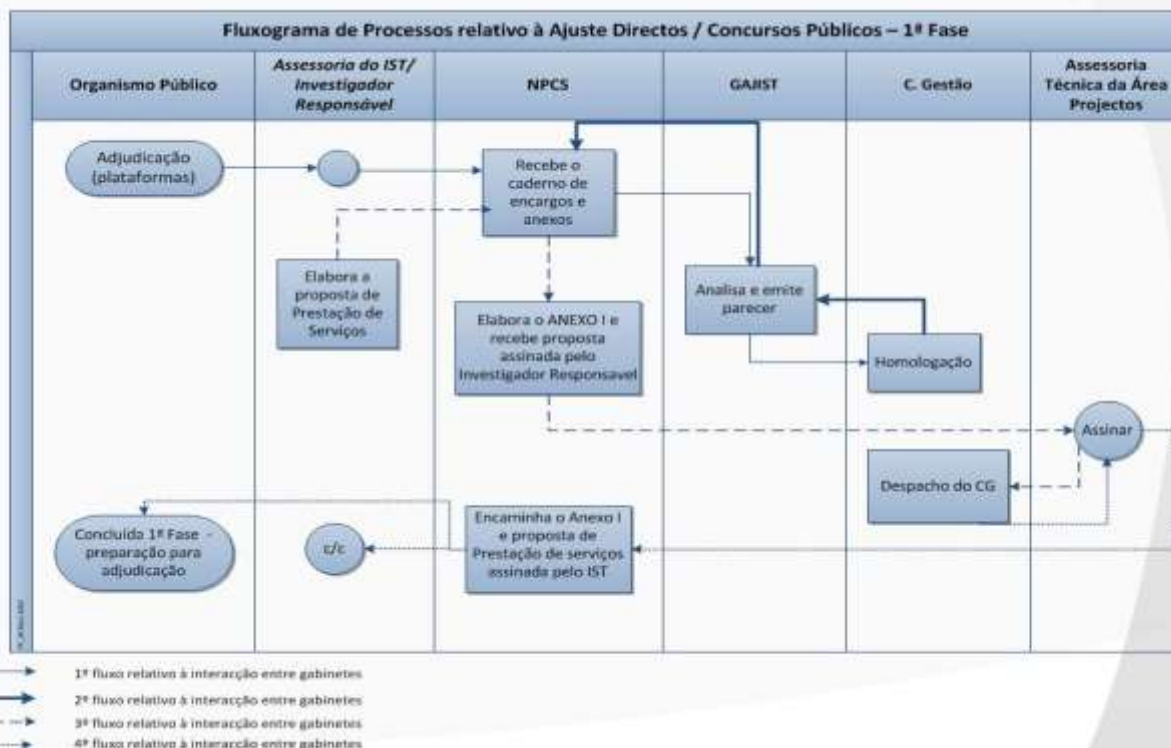 Fluxograma de Processos relativo à Ajuste Directos / Concursos Públicos – 1ª Fase
Organismo Público
Assessoria do IST/
Investigador
Responsável
NPCS
GAJIST
C. Gestão
Assessoria
Técnica da Área
Projectos
Adjudicação
(plataformas)
Recebe o
caderno de
encargos e
anexos
Elabora a
proposta de
Prestação de
Serviços
Analisa e emite
parecer
Elabora o ANEXO I e
recebe proposta
assinada pelo
Investigador Responsavel
Homologação
Assinar
Despacho do CG
Concluída 1ª Fase -
preparação para
adjudicação
c/c
Encaminha o Anexo I
e proposta de
Prestação de serviços
assinada pelo IST
1º fluxo relativo à interacção entre gabinetes
2º fluxo relativo à interacção entre gabinetes
3º fluxo relativo à interacção entre gabinetes
4º fluxo relativo à interacção entre gabinetes